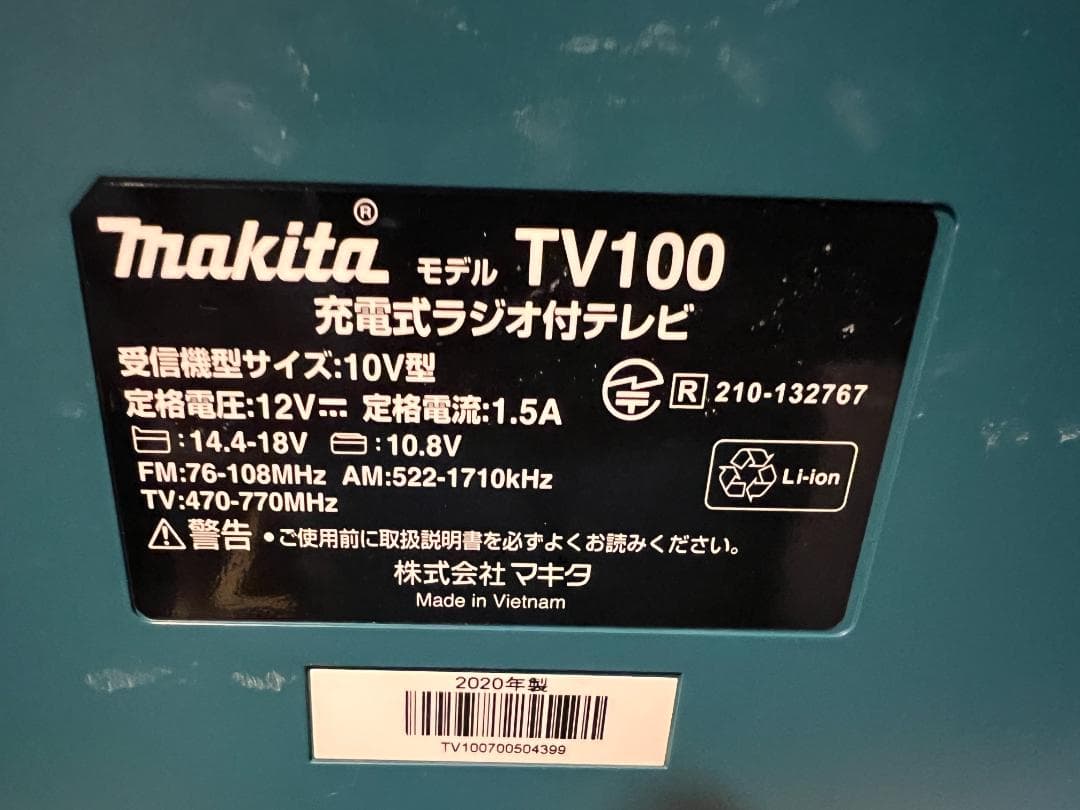 makita® モデル TV100
充電式ラジオ付テレビ
受信機型サイズ:10V型
定格電圧:12V⎓ 定格電流:1.5A
R 210-132767
:14.4-18V :10.8V
FM:76-108MHz AM:522-1710kHz
Li-ion
TV:470-770MHz
⚠警告 •ご使用前に取扱説明書を必ずよくお読みください。
株式会社マキタ
Made in Vietnam
2020年製
TV100700504399